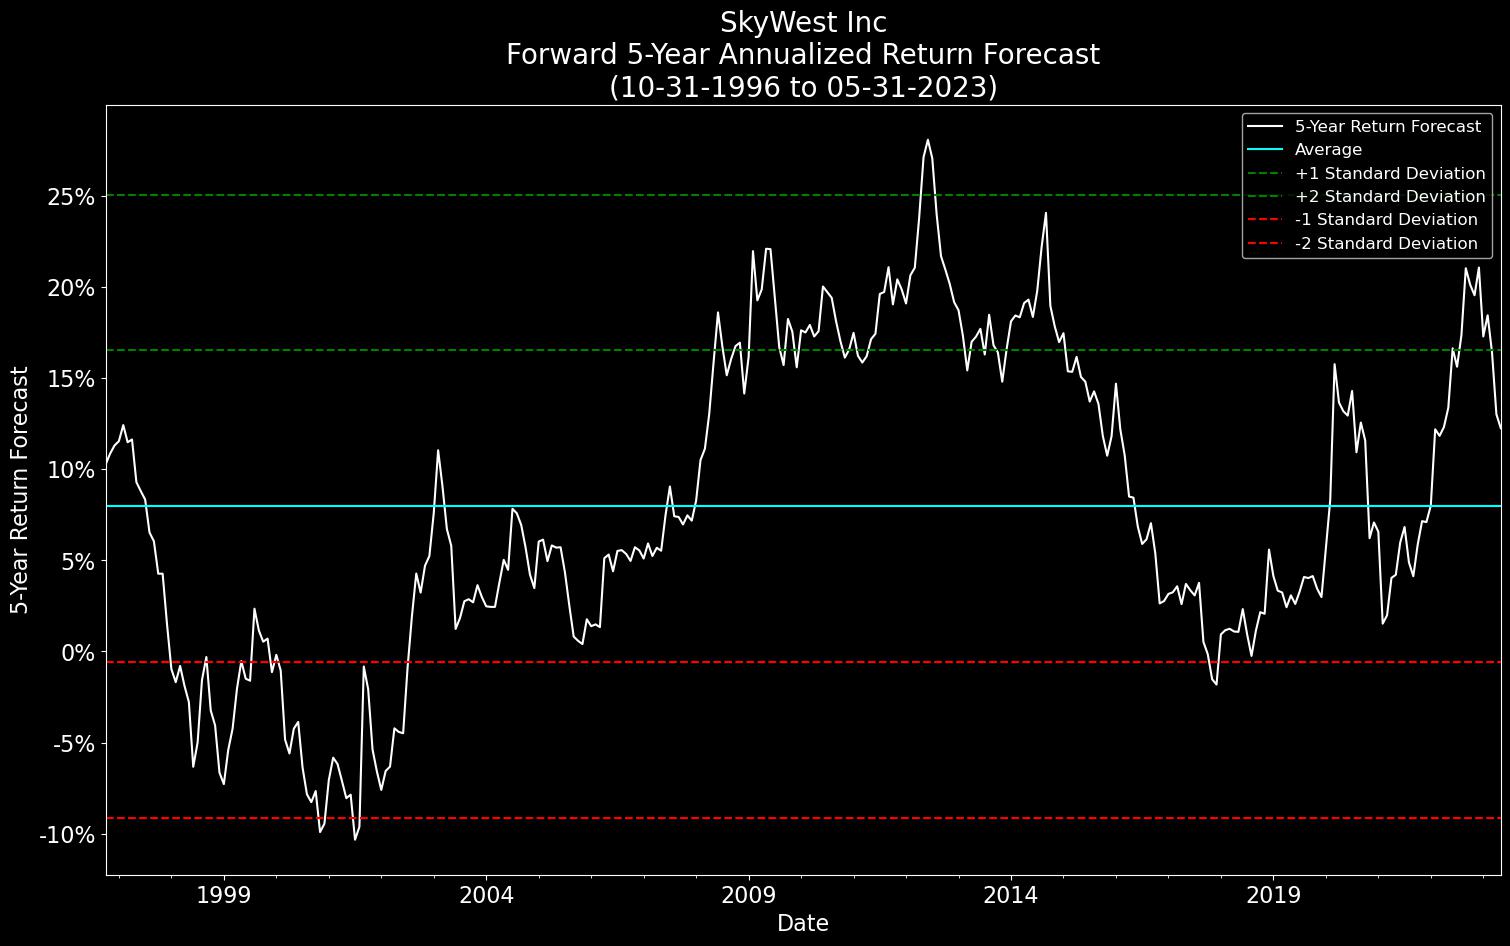 SkyWest Inc
Forward 5-Year Annualized Return Forecast
(10-31-1996 to 05-31-2023)
5-Year Return Forecast
Average
+1 Standard Deviation
+2 Standard Deviation
-1 Standard Deviation
-2 Standard Deviation
5-Year Return Forecast
25%
20%
15%
10%
5%
0%
-5%
-10%
1999 2004 2009 2014 2019
Date